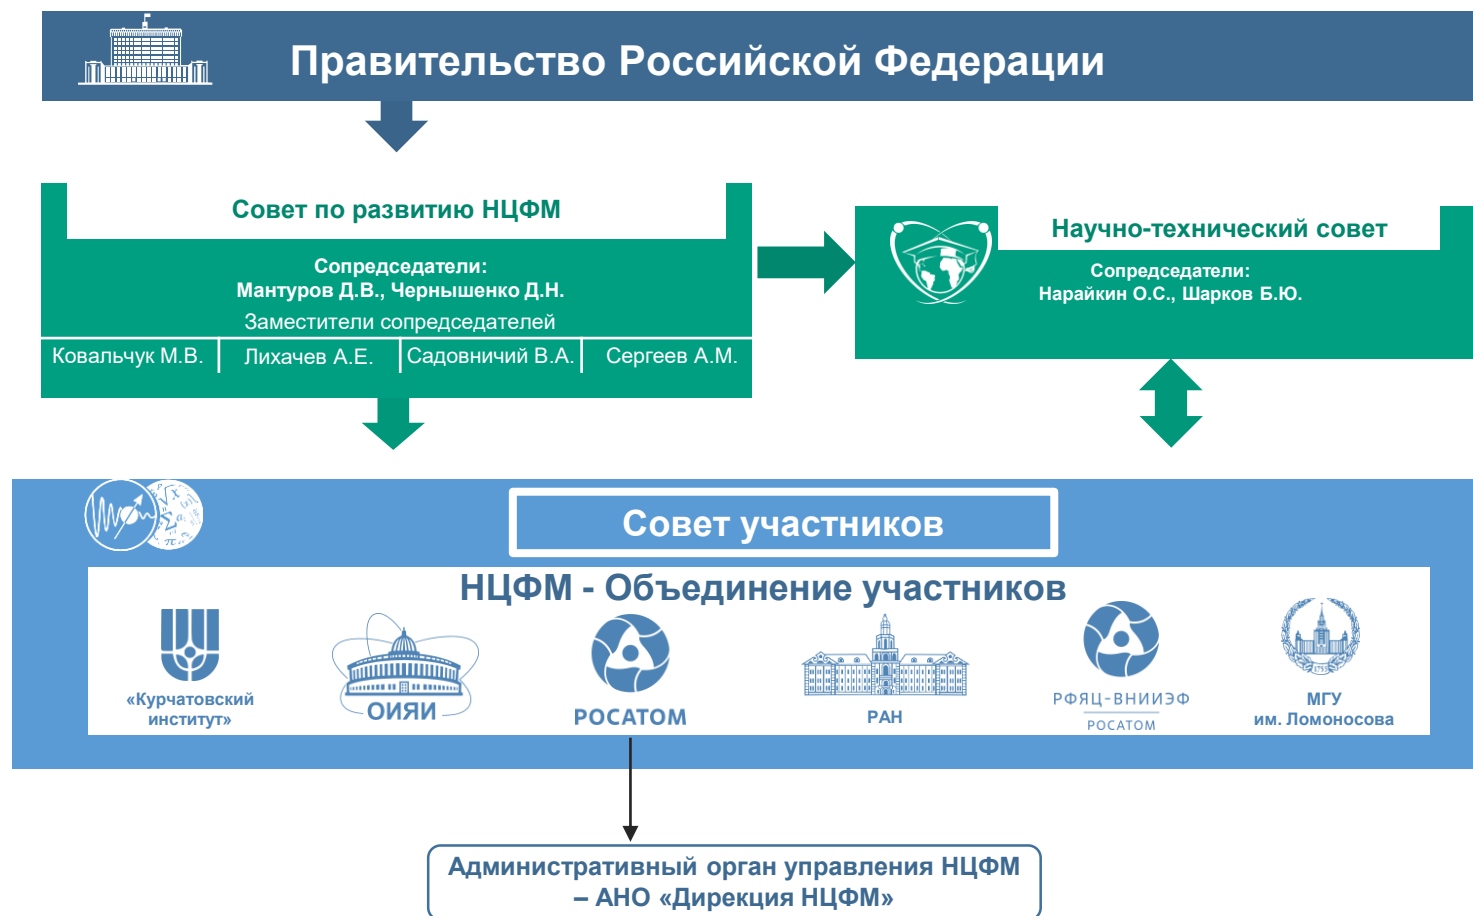 Правительство Российской Федерации
Совет по развитию НЦФМ
Сопредседатели:
Мантуров Д.В., Чернышенко Д.Н.
Заместители сопредседателей
Ковальчук М.В.
Лихачев А.Е.
Садовничий В.А.
Сергеев А.М.
Научно-технический совет
Сопредседатели:
Нарайкин О.С., Шарков Б.Ю.
Совет участников
НЦФМ - Объединение участников
«Курчатовский
институт»
ОИЯИ
РОСАТОМ
РАН
РФЯЦ-ВНИИЭФ
РОСАТОМ
1755
МГУ
им. Ломоносова
Административный орган управления НЦФМ
– АНО «Дирекция НЦФМ»